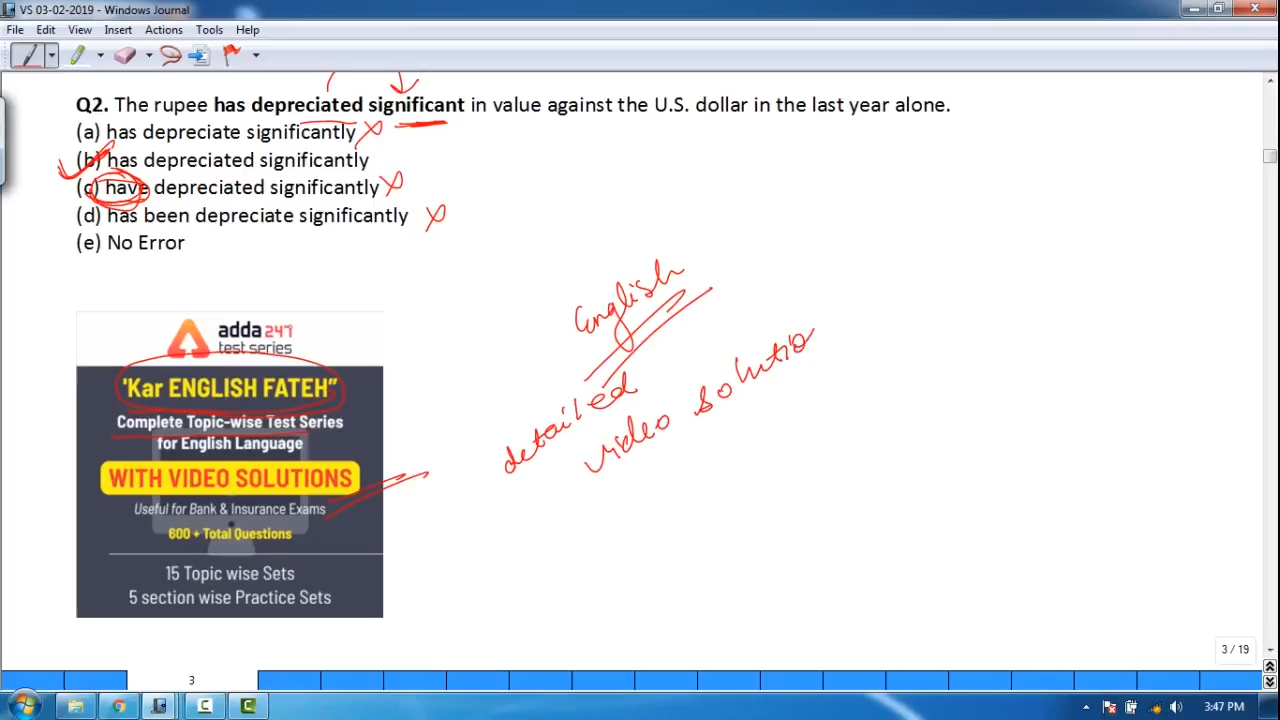 VS 03-02-2019 - Windows Journal
File Edit View Insert Actions Tools Help
Q2. The rupee has depreciated significant in value against the U.S. dollar in the last year alone.
(a) has depreciate significantly
(b) has depreciated significantly
(c) have depreciated significantly
(d) has been depreciate significantly
(e) No Error
English
detailed
video solutio
adda247
test series
'Kar ENGLISH FATEH"
Complete Topic-wise Test Series
for English Language
WITH VIDEO SOLUTIONS
Useful for Bank & Insurance Exams
600 + Total Questions
15 Topic wise Sets
5 section wise Practice Sets
3 / 19
3
3:47 PM